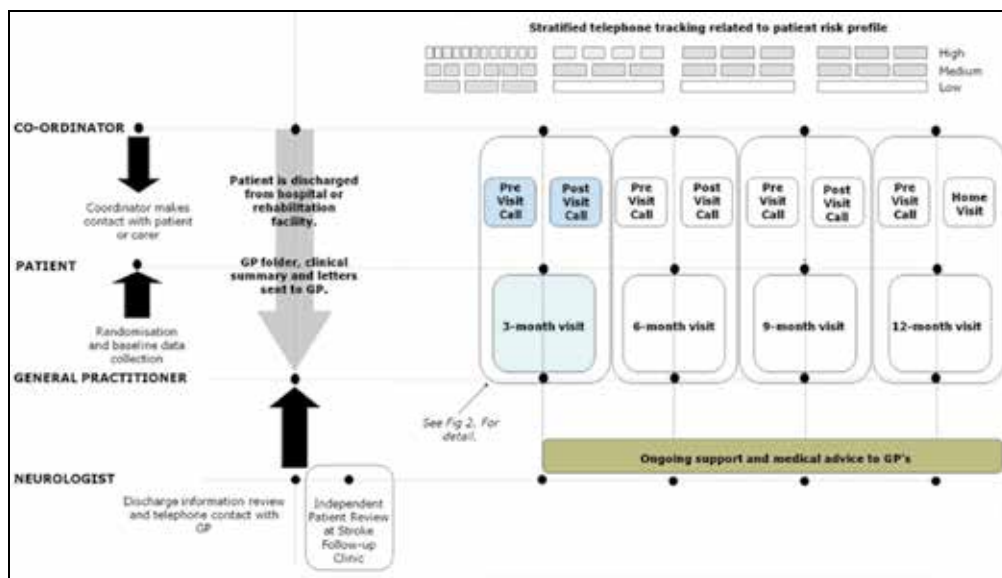 Stratified telephone tracking related to patient risk profile
High
Medium
Low
CO-ORDINATOR
Coordinator makes
contact with patient
or carer
Patient is discharged
from hospital or
rehabilitation
facility.
GP folder, clinical
summary and letters
sent to GP.
Pre
Visit
Call
Post
Visit
Call
Pre
Visit
Call
Post
Visit
Call
Pre
Visit
Call
Post
Visit
Call
Pre
Visit
Call
Home
Visit
PATIENT
Randomisation
and baseline data
collection
3-month visit
6-month visit
9-month visit
12-month visit
GENERAL PRACTITIONER
See Fig 2. For
detail.
Ongoing support and medical advice to GP's
NEUROLOGIST
Discharge information review
and telephone contact with
GP
Independent
Patient Review
at Stroke
Follow-up
Clinic